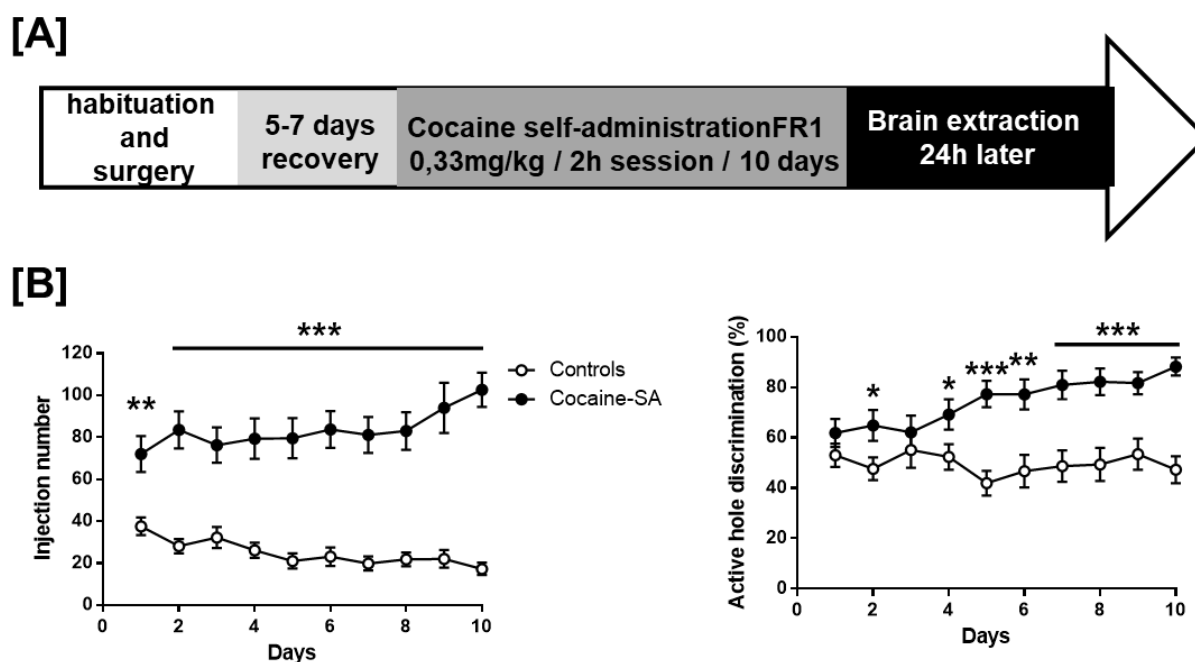 [A]
habituation
and
surgery
5-7 days
recovery
Cocaine self-administrationFR1
0,33mg/kg / 2h session / 10 days
Brain extraction
24h later
[B]
***
**
120
100
80
60
40
20
0
0 2 4 6 8 10
Injection number
Days
Controls
Cocaine-SA
***
* * *** **
100
80
60
40
20
0
0 2 4 6 8 10
Active hole discrimination (%)
Days